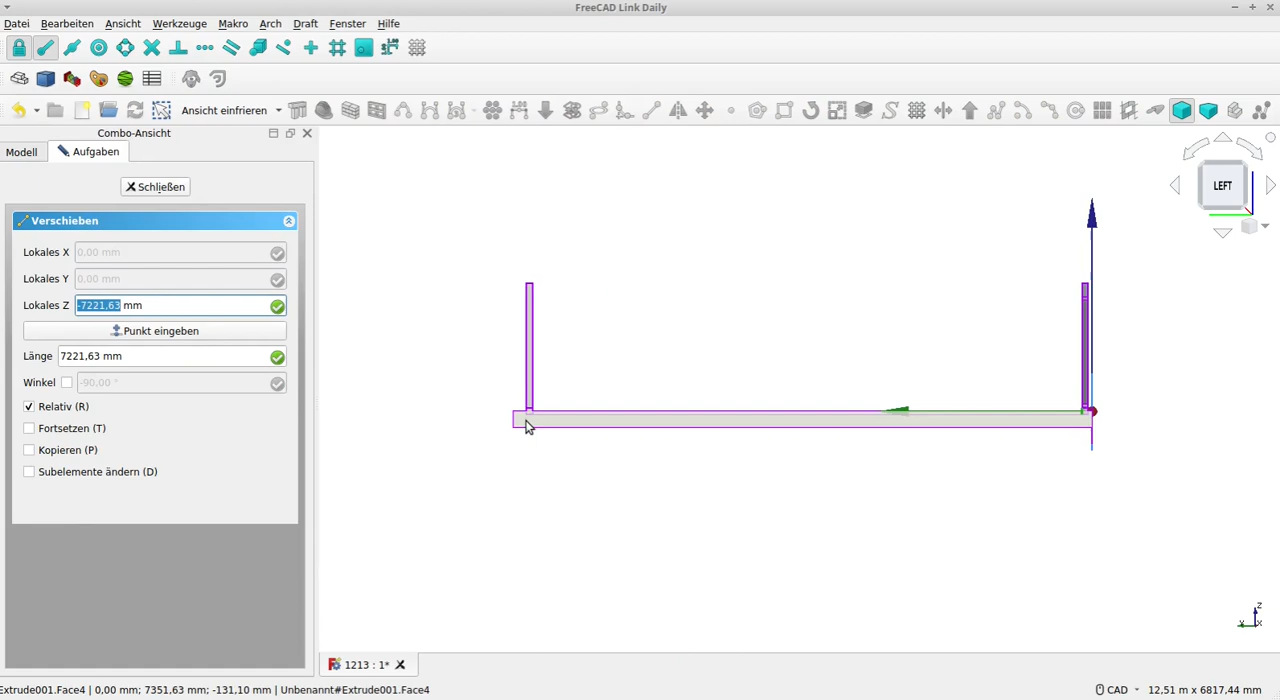 FreeCAD Link Daily
Datei Bearbeiten Ansicht Werkzeuge Makro Arch Draft Fenster Hilfe
Ansicht einfrieren
Combo-Ansicht
Modell Aufgaben
Schließen
Verschieben
Lokales X 0.00 mm
Lokales Y 0.00 mm
Lokales Z -7221,63 mm
Punkt eingeben
Länge 7221,63 mm
Winkel -90.00 °
Relativ (R)
Fortsetzen (T)
Kopieren (P)
Subelemente ändern (D)
LEFT
Z
Y X
1213 : 1*
Extrude001.Face4 | 0,00 mm; 7351,63 mm; -131,10 mm | Unbenannt#Extrude001.Face4
CAD 12,51 m x 6817,44 mm